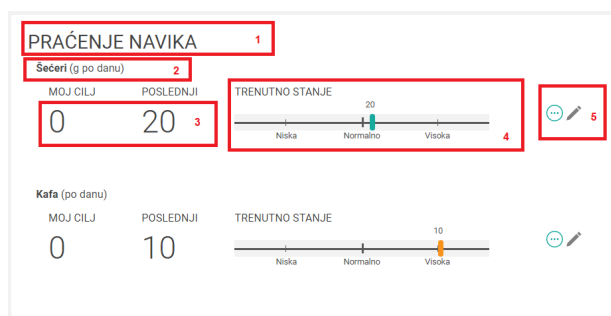 PRAĆENJE NAVIKA 1
Šećeri (g po danu) 2
MOJ CILJ POSLEDNJI TRENUTNO STANJE
20
0 20 3
Niska Normalno Visoka 4
5
Kafa (po danu)
MOJ CILJ POSLEDNJI TRENUTNO STANJE
10
0 10
Niska Normalno Visoka